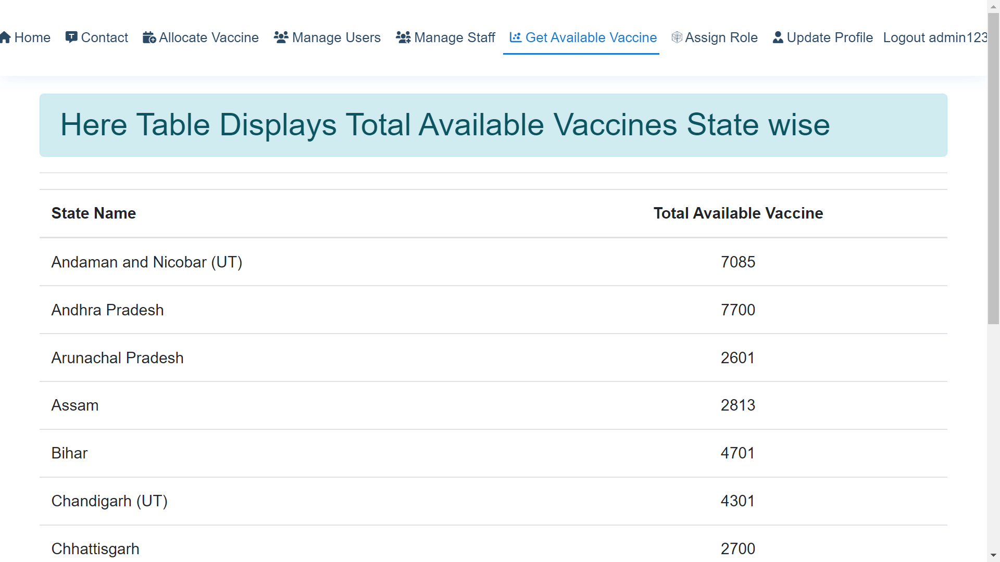 Home Contact Allocate Vaccine Manage Users Manage Staff Get Available Vaccine Assign Role Update Profile Logout admin123
Here Table Displays Total Available Vaccines State wise
State Name Total Available Vaccine
Andaman and Nicobar (UT) 7085
Andhra Pradesh 7700
Arunachal Pradesh 2601
Assam 2813
Bihar 4701
Chandigarh (UT) 4301
Chhattisgarh 2700